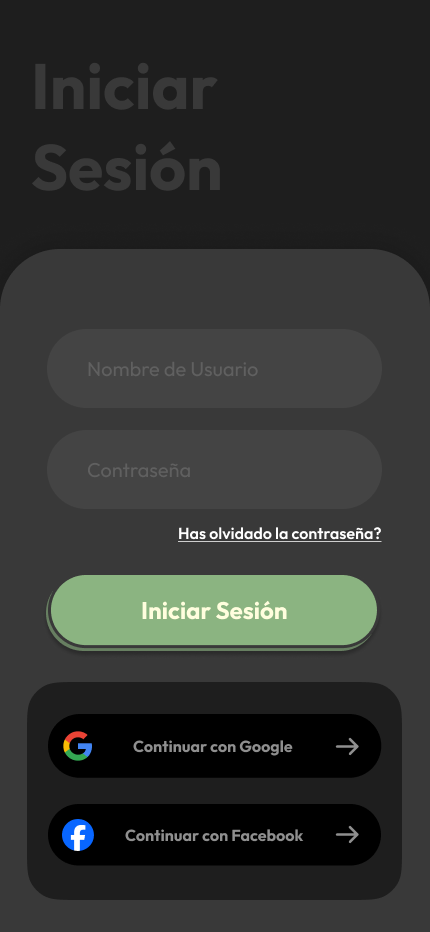 Iniciar
Sesión
Nombre de Usuario
Contraseña
Has olvidado la contraseña?
Iniciar Sesión
Continuar con Google
Continuar con Facebook